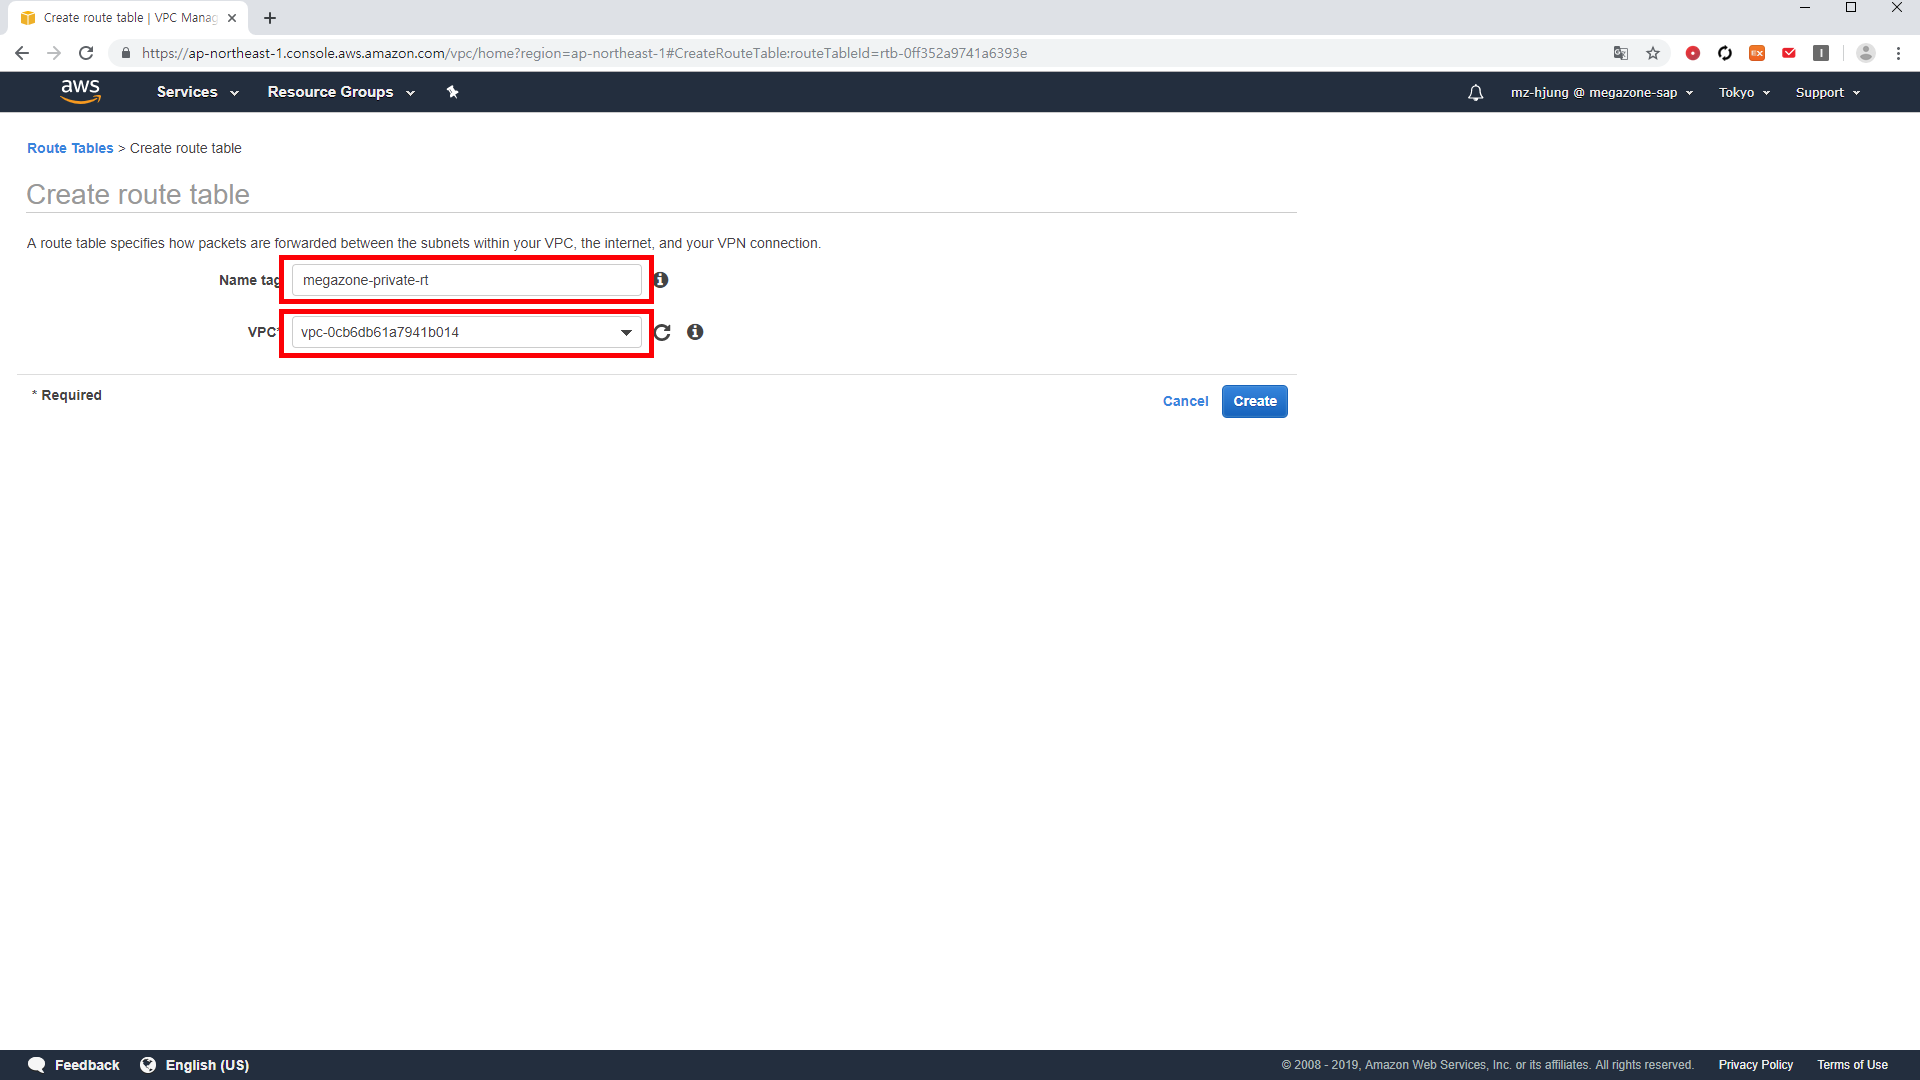 Create route table | VPC Manag
https://ap-northeast-1.console.aws.amazon.com/vpc/home?region=ap-northeast-1#CreateRouteTable:routeTableId=rtb-0ff352a9741a6393e
aws Services Resource Groups mz-hjung @ megazone-sap Tokyo Support
Route Tables > Create route table
Create route table
A route table specifies how packets are forwarded between the subnets within your VPC, the internet, and your VPN connection.
Name tag megazone-private-rt
VPC* vpc-0cb6db61a7941b014
* Required Cancel Create
Feedback English (US) © 2008 - 2019, Amazon Web Services, Inc. or its affiliates. All rights reserved. Privacy Policy Terms of Use